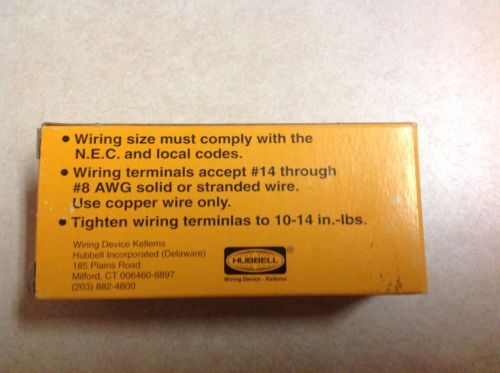 • Wiring size must comply with the
N.E.C. and local codes.
• Wiring terminals accept #14 through
#8 AWG solid or stranded wire.
Use copper wire only.
• Tighten wiring terminlas to 10-14 in.-lbs.
Wiring Device Kellems
Hubbell Incorporated (Delaware)
185 Plains Road
Milford, CT 006460-8897
(203) 882-4800
HUBBELL ®
Wiring Device - Kellems